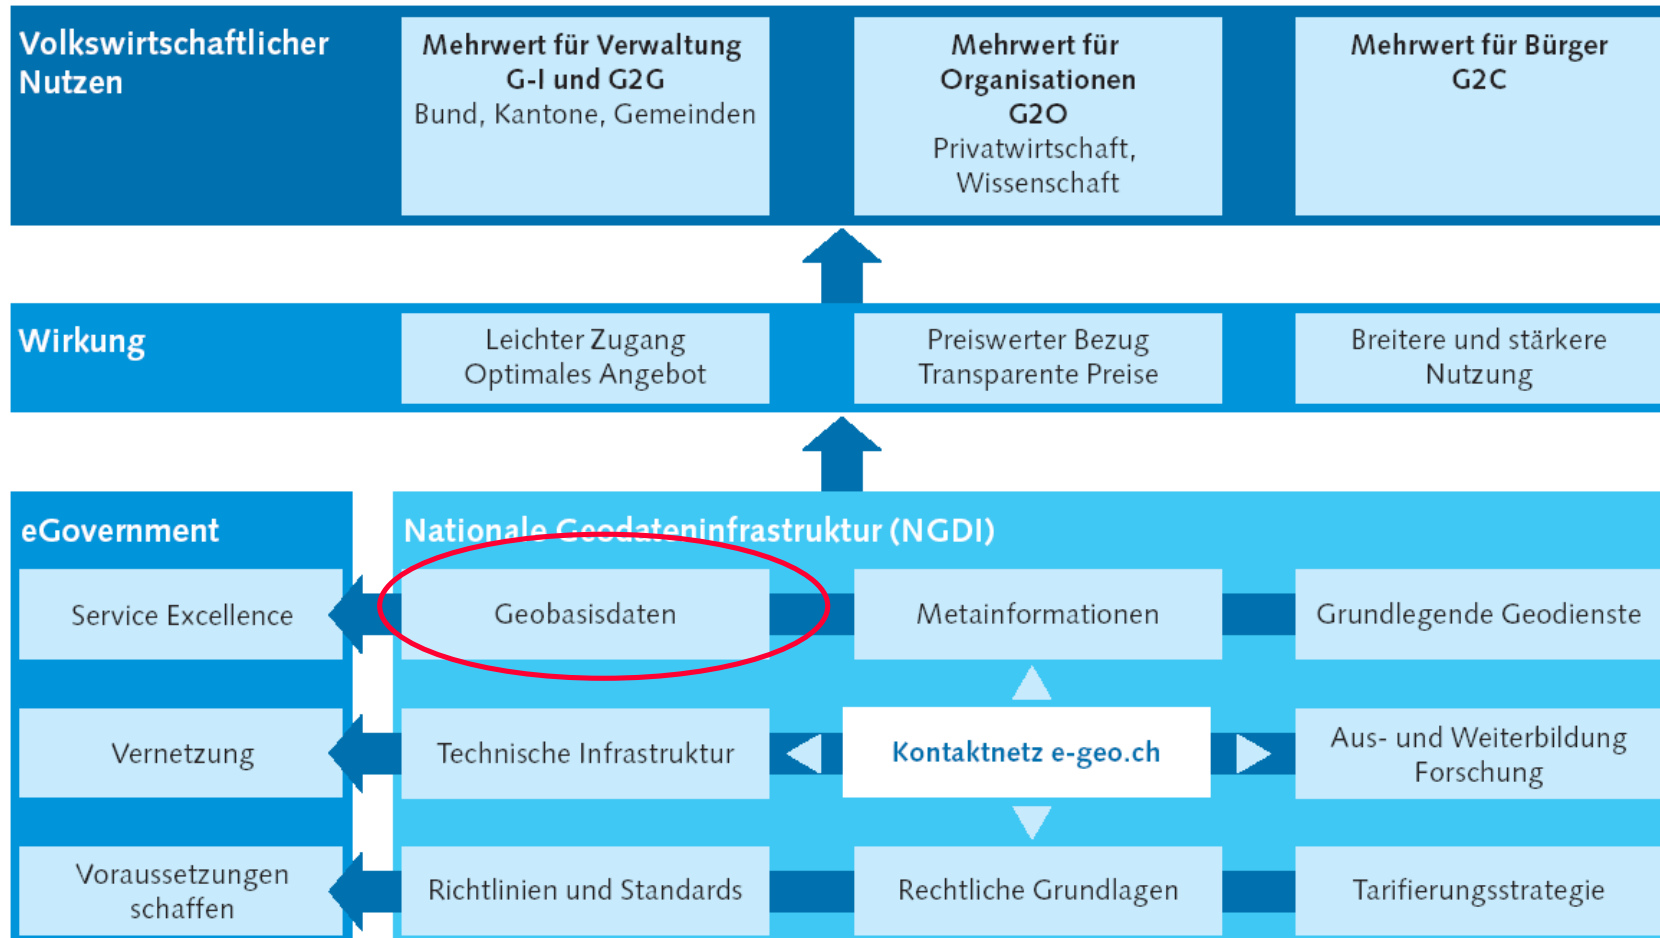 Volkswirtschaftlicher
Nutzen
Mehrwert für Verwaltung
G-I und G2G
Bund, Kantone, Gemeinden
Mehrwert für
Organisationen
G2O
Privatwirtschaft,
Wissenschaft
Mehrwert für Bürger
G2C
Wirkung
Leichter Zugang
Optimales Angebot
Preiswerter Bezug
Transparente Preise
Breitere und stärkere
Nutzung
eGovernment
Service Excellence
Vernetzung
Voraussetzungen
schaffen
Nationale Geodateninfrastruktur (NGDI)
Geobasisdaten
Metainformationen
Grundlegende Geodienste
Technische Infrastruktur
Kontaktnetz e-geo.ch
Aus- und Weiterbildung
Forschung
Richtlinien und Standards
Rechtliche Grundlagen
Tarifierungsstrategie